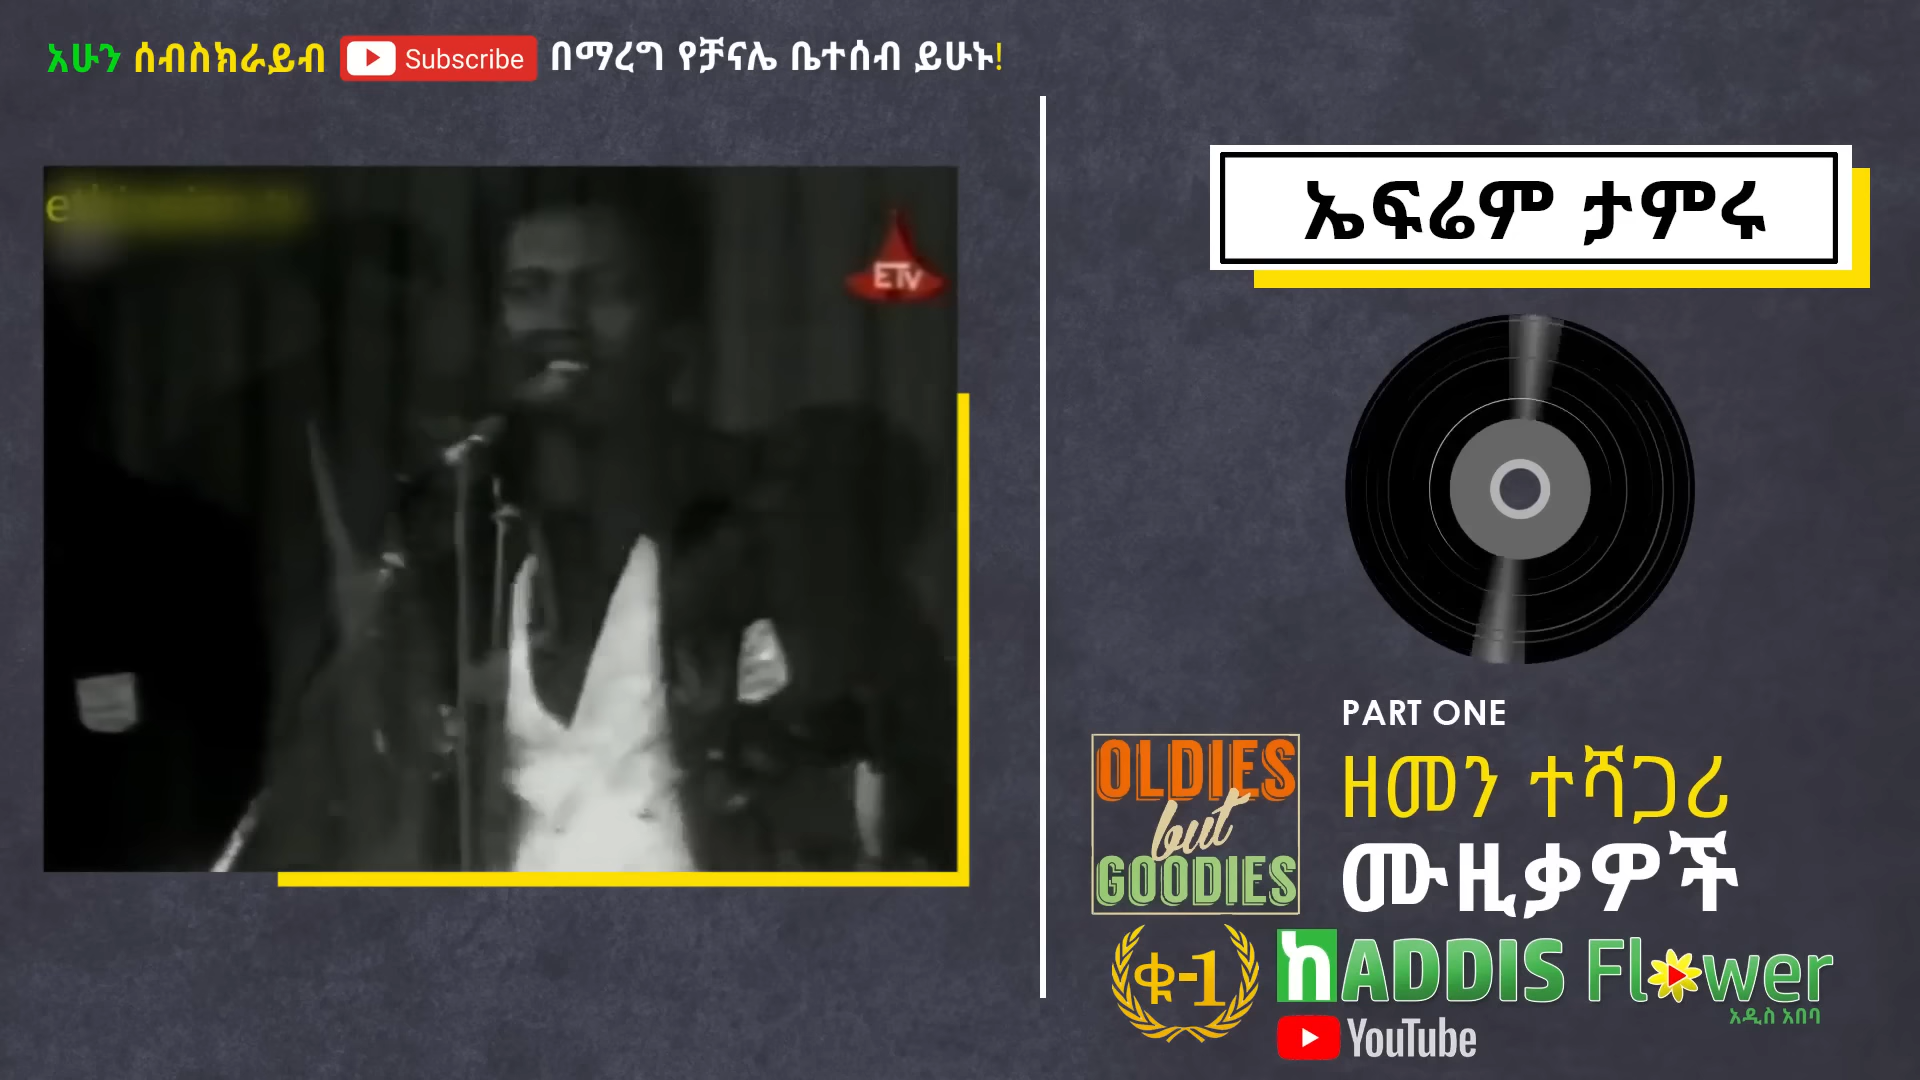 አሁን ሰብስክራይብ Subscribe በማረግ የቻናሌ ቤተሰብ ይሁኑ!
ETV
ኤፍሬም ታምሩ
PART ONE
ዘመን ተሻጋሪ
ሙዚቃዎች
OLDIES
but
GOODIES
ቁ-1
ከADDIS Flower
አዲስ አበባ
YouTube